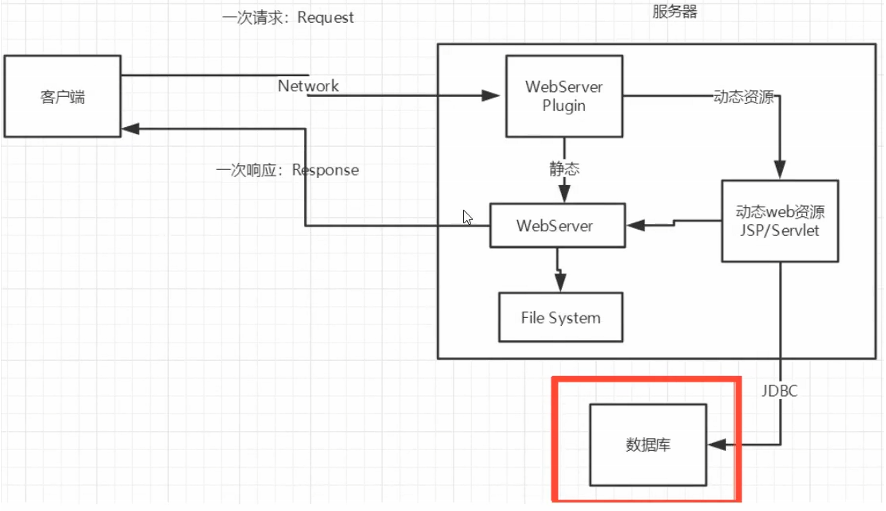 一次请求：Request
服务器
客户端
Network
WebServer
Plugin
动态资源
一次响应：Response
静态
WebServer
动态web资源
JSP/Servlet
File System
JDBC
数据库